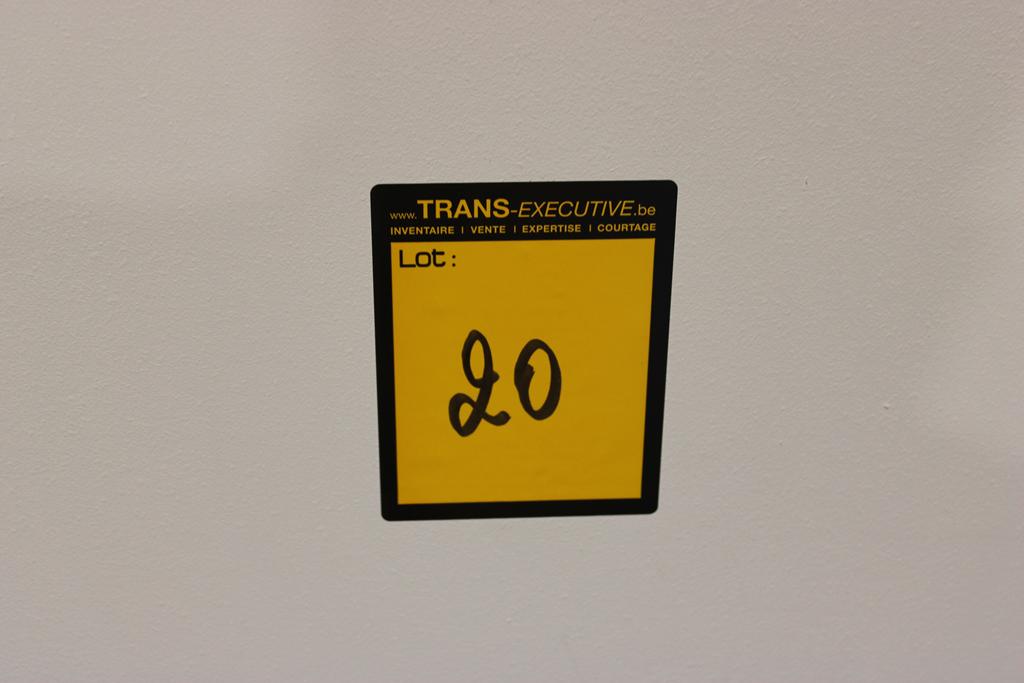 www.TRANS-EXECUTIVE.be
INVENTAIRE | VENTE | EXPERTISE | COURTAGE
Lot :
20